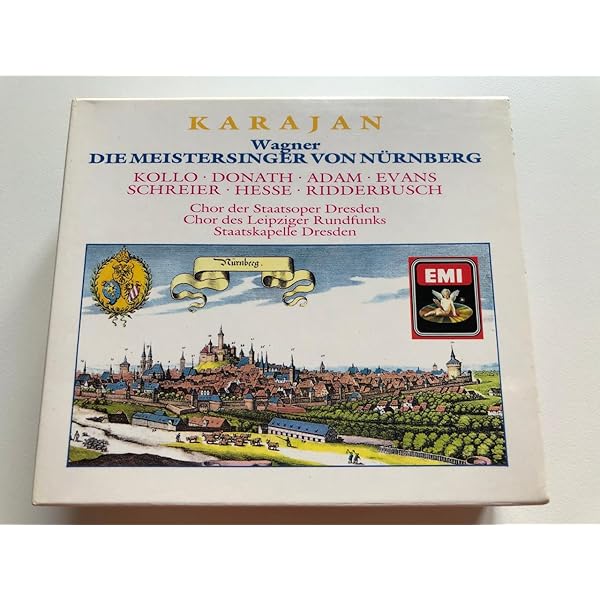 KARAJAN
Wagner
DIE MEISTERSINGER VON NÜRNBERG
KOLLO · DONATH · ADAM · EVANS
SCHREIER · HESSE · RIDDERBUSCH
Chor der Staatsoper Dresden
Chor des Leipziger Rundfunks
Staatskapelle Dresden
Nürnberg.
EMI